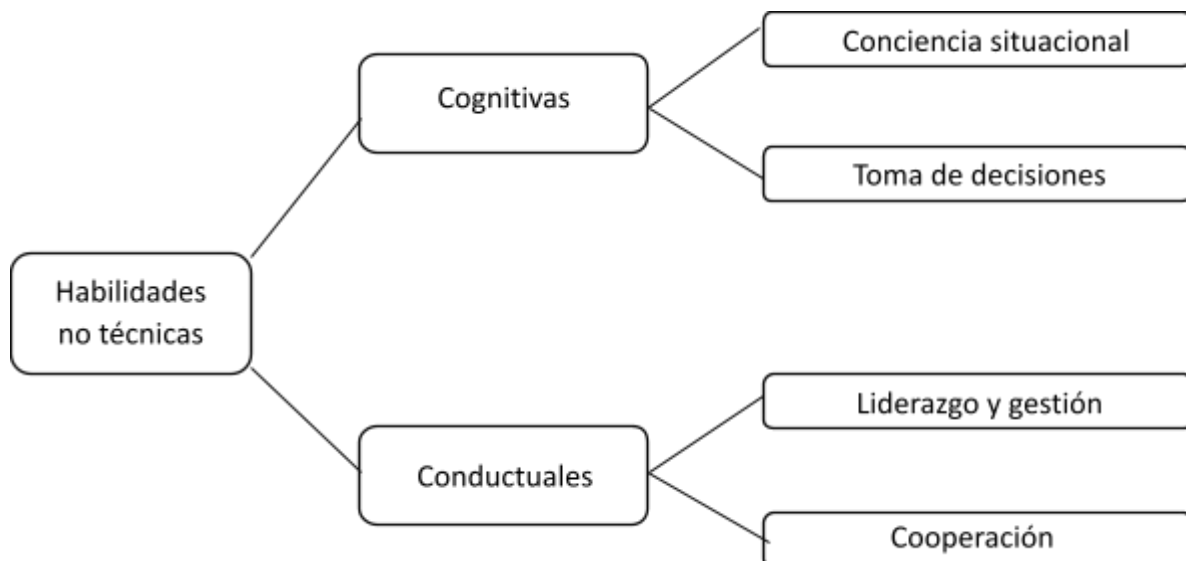 Conciencia situacional
Cognitivas
Toma de decisiones
Habilidades
no técnicas
Liderazgo y gestión
Conductuales
Cooperación